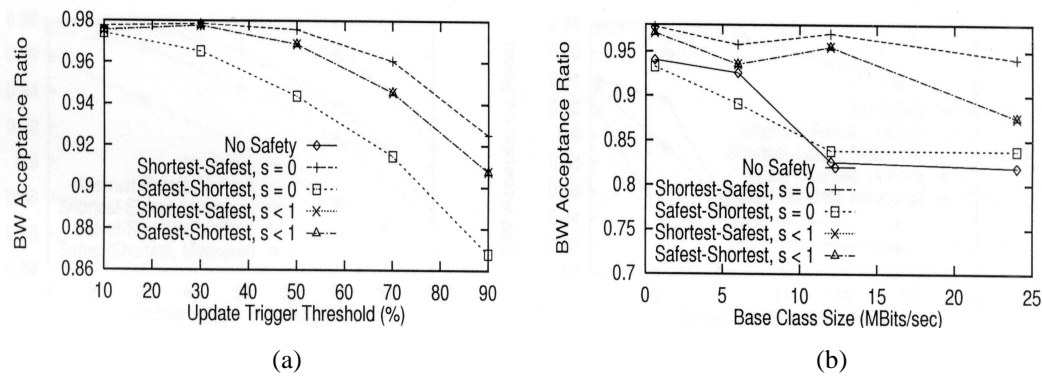 0.98
0.96
0.94
0.92
0.9
0.88
0.86
BW Acceptance Ratio
No Safety
Shortest-Safest, s = 0
Safest-Shortest, s = 0
Shortest-Safest, s < 1
Safest-Shortest, s < 1
10 20 30 40 50 60 70 80 90
Update Trigger Threshold (%)
(a)
0.95
0.9
0.85
0.8
0.7
BW Acceptance Ratio
No Safety
Shortest-Safest, s = 0
Safest-Shortest, s = 0
Shortest-Safest, s < 1
Safest-Shortest, s < 1
0 5 10 15 20 25
Base Class Size (MBits/sec)
(b)